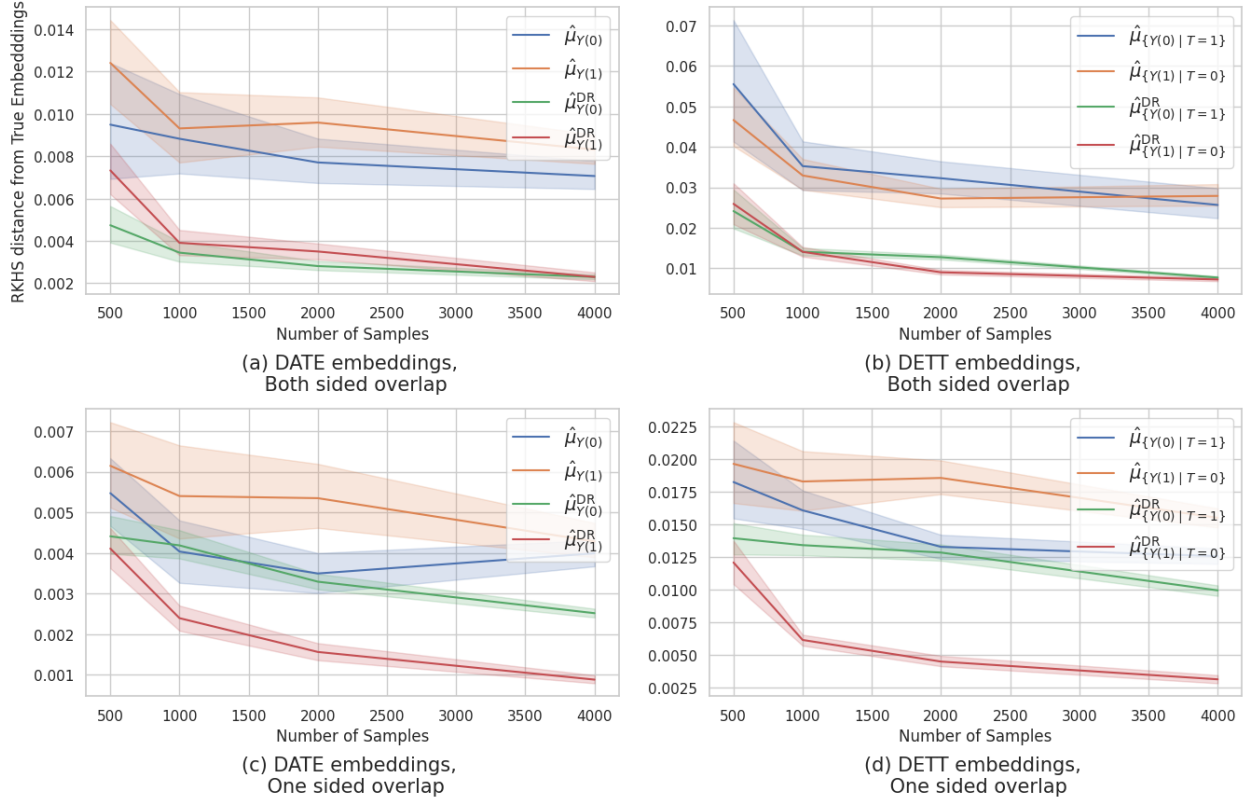 0.014
0.012
0.010
0.008
0.006
0.004
0.002
RKHS distance from True Embedddings
μ̂_{Y(0)}
μ̂_{Y(1)}
μ̂^{DR}_{Y(0)}
μ̂^{DR}_{Y(1)}
500 1000 1500 2000 2500 3000 3500 4000
Number of Samples
(a) DATE embeddings,
Both sided overlap
0.07
0.06
0.05
0.04
0.03
0.02
0.01
μ̂_{{Y(0) | T=1}}
μ̂_{{Y(1) | T=0}}
μ̂^{DR}_{{Y(0) | T=1}}
μ̂^{DR}_{{Y(1) | T=0}}
500 1000 1500 2000 2500 3000 3500 4000
Number of Samples
(b) DETT embeddings,
Both sided overlap
0.007
0.006
0.005
0.004
0.003
0.002
0.001
μ̂_{Y(0)}
μ̂_{Y(1)}
μ̂^{DR}_{Y(0)}
μ̂^{DR}_{Y(1)}
500 1000 1500 2000 2500 3000 3500 4000
Number of Samples
(c) DATE embeddings,
One sided overlap
0.0225
0.0200
0.0175
0.0150
0.0125
0.0100
0.0075
0.0050
0.0025
μ̂_{{Y(0) | T=1}}
μ̂_{{Y(1) | T=0}}
μ̂^{DR}_{{Y(0) | T=1}}
μ̂^{DR}_{{Y(1) | T=0}}
500 1000 1500 2000 2500 3000 3500 4000
Number of Samples
(d) DETT embeddings,
One sided overlap